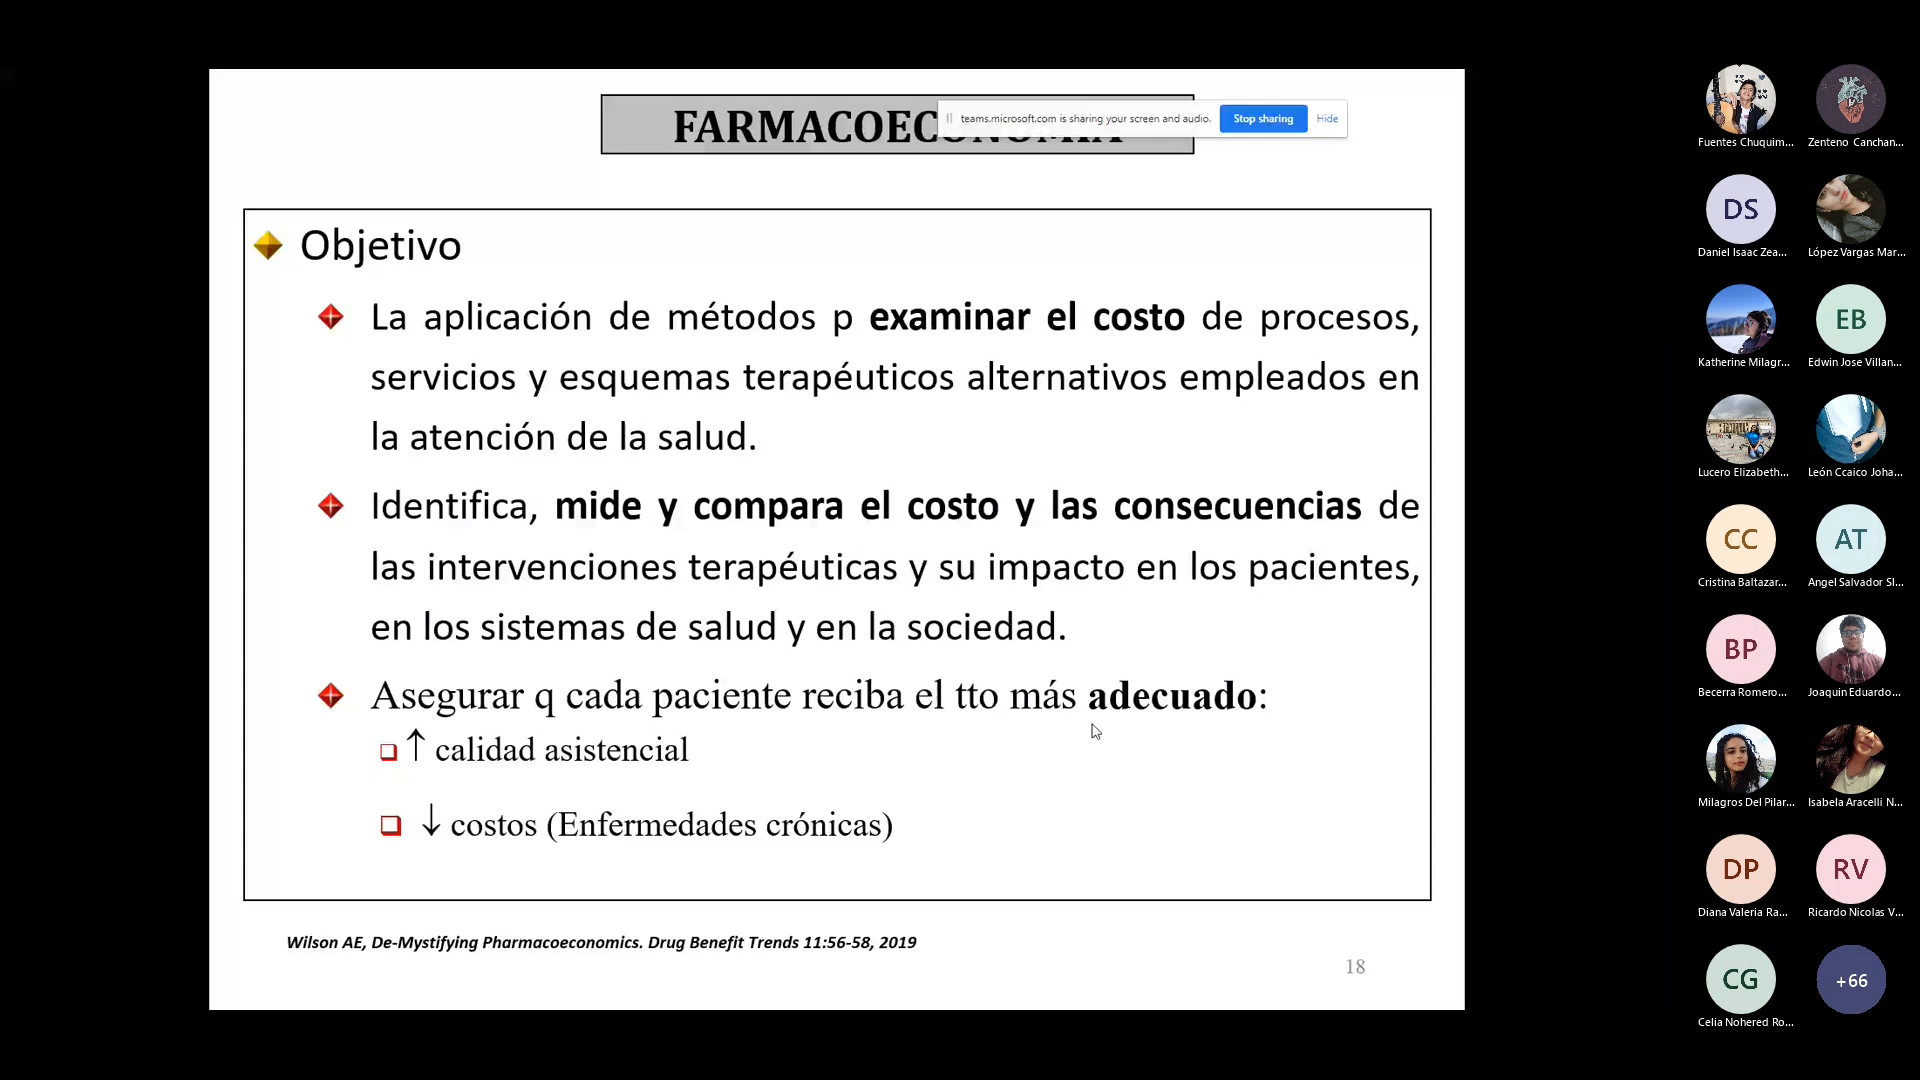 FARMACOECONOMIA
teams.microsoft.com is sharing your screen and audio.
Stop sharing
Hide
Objetivo
La aplicación de métodos p examinar el costo de procesos,
servicios y esquemas terapéuticos alternativos empleados en
la atención de la salud.
Identifica, mide y compara el costo y las consecuencias de
las intervenciones terapéuticas y su impacto en los pacientes,
en los sistemas de salud y en la sociedad.
Asegurar q cada paciente reciba el tto más adecuado:
↑ calidad asistencial
↓ costos (Enfermedades crónicas)
Wilson AE, De-Mystifying Pharmacoeconomics. Drug Benefit Trends 11:56-58, 2019
18
Fuentes Chuquim...
Zenteno Canchan...
DS
Daniel Isaac Zea...
López Vargas Mar...
Katherine Milagr...
EB
Edwin Jose Villan...
Lucero Elizabeth...
León Ccaico Joha...
CC
Cristina Baltazar...
AT
Angel Salvador SI...
BP
Becerra Romero...
Joaquin Eduardo...
Milagros Del Pilar...
Isabela Aracelli N...
DP
Diana Valeria Ra...
RV
Ricardo Nicolas V...
CG
Celia Nohered Ro...
+66